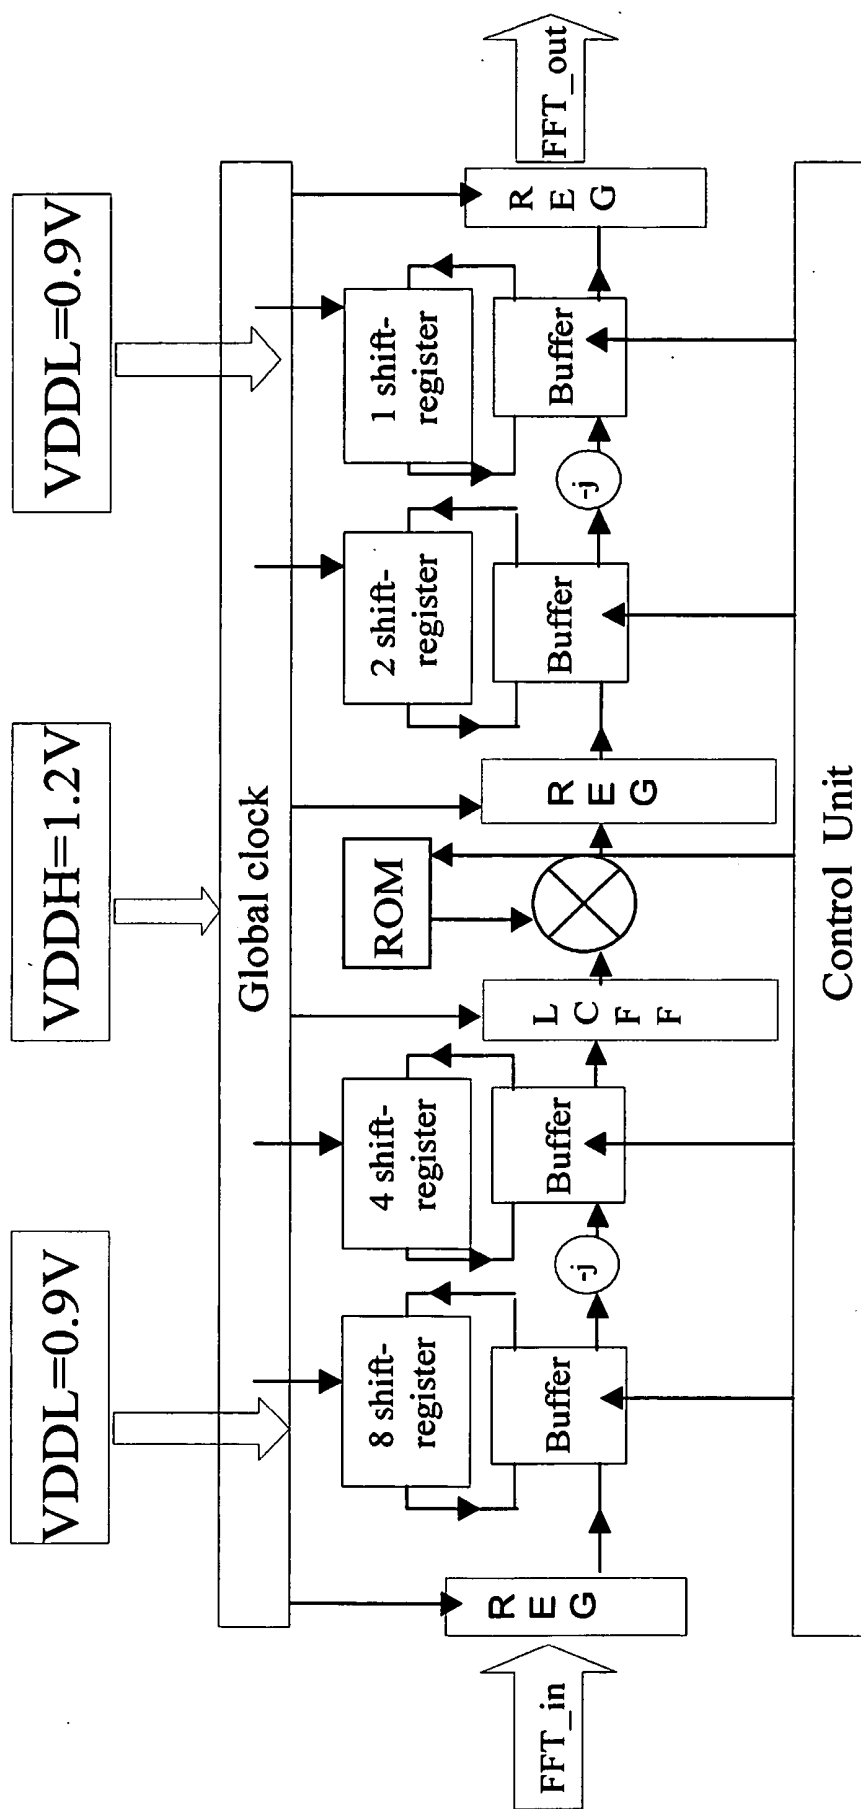 VDDL=0.9V
VDDH=1.2V
VDDL=0.9V
Global clock
8 shift-
register
4 shift-
register
ROM
2 shift-
register
1 shift-
register
FFT_in
R
E
G
Buffer
-j
Buffer
L
C
F
F
R
E
G
Buffer
-j
Buffer
R
E
G
FFT_out
Control Unit